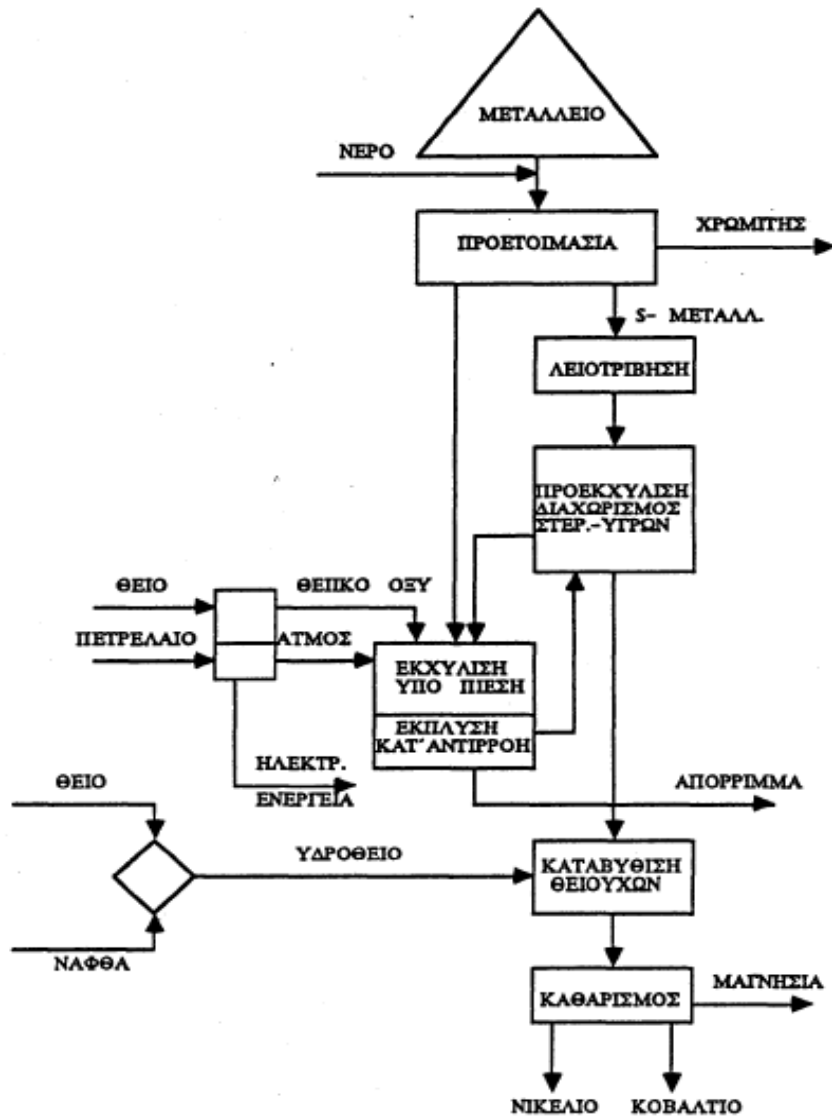 ΜΕΤΑΛΛΕΙΟ
ΝΕΡΟ
ΧΡΩΜΙΤΗΣ
ΠΡΟΕΤΟΙΜΑΣΙΑ
S- ΜΕΤΑΛΛ.
ΛΕΙΟΤΡΙΒΗΣΗ
ΠΡΟΕΚΧΥΛΙΣΗ
ΔΙΑΧΩΡΙΣΜΟΣ
ΣΤΕΡ.-ΥΓΡΩΝ
ΘΕΙΟ
ΘΕΙΙΚΟ ΟΞΥ
ΠΕΤΡΕΛΑΙΟ
ΑΤΜΟΣ
ΕΚΧΥΛΙΣΗ
ΥΠΟ ΠΙΕΣΗ
ΕΚΠΛΥΣΗ
ΚΑΤ'ΑΝΤΙΡΡΟΗ
ΗΛΕΚΤΡ.
ΕΝΕΡΓΕΙΑ
ΑΠΟΡΡΙΜΜΑ
ΘΕΙΟ
ΥΔΡΟΘΕΙΟ
ΚΑΤΑΒΥΘΙΣΗ
ΘΕΙΟΥΧΩΝ
ΝΑΦΘΑ
ΚΑΘΑΡΙΣΜΟΣ
ΜΑΓΝΗΣΙΑ
ΝΙΚΕΛΙΟ
ΚΟΒΑΛΤΙΟ